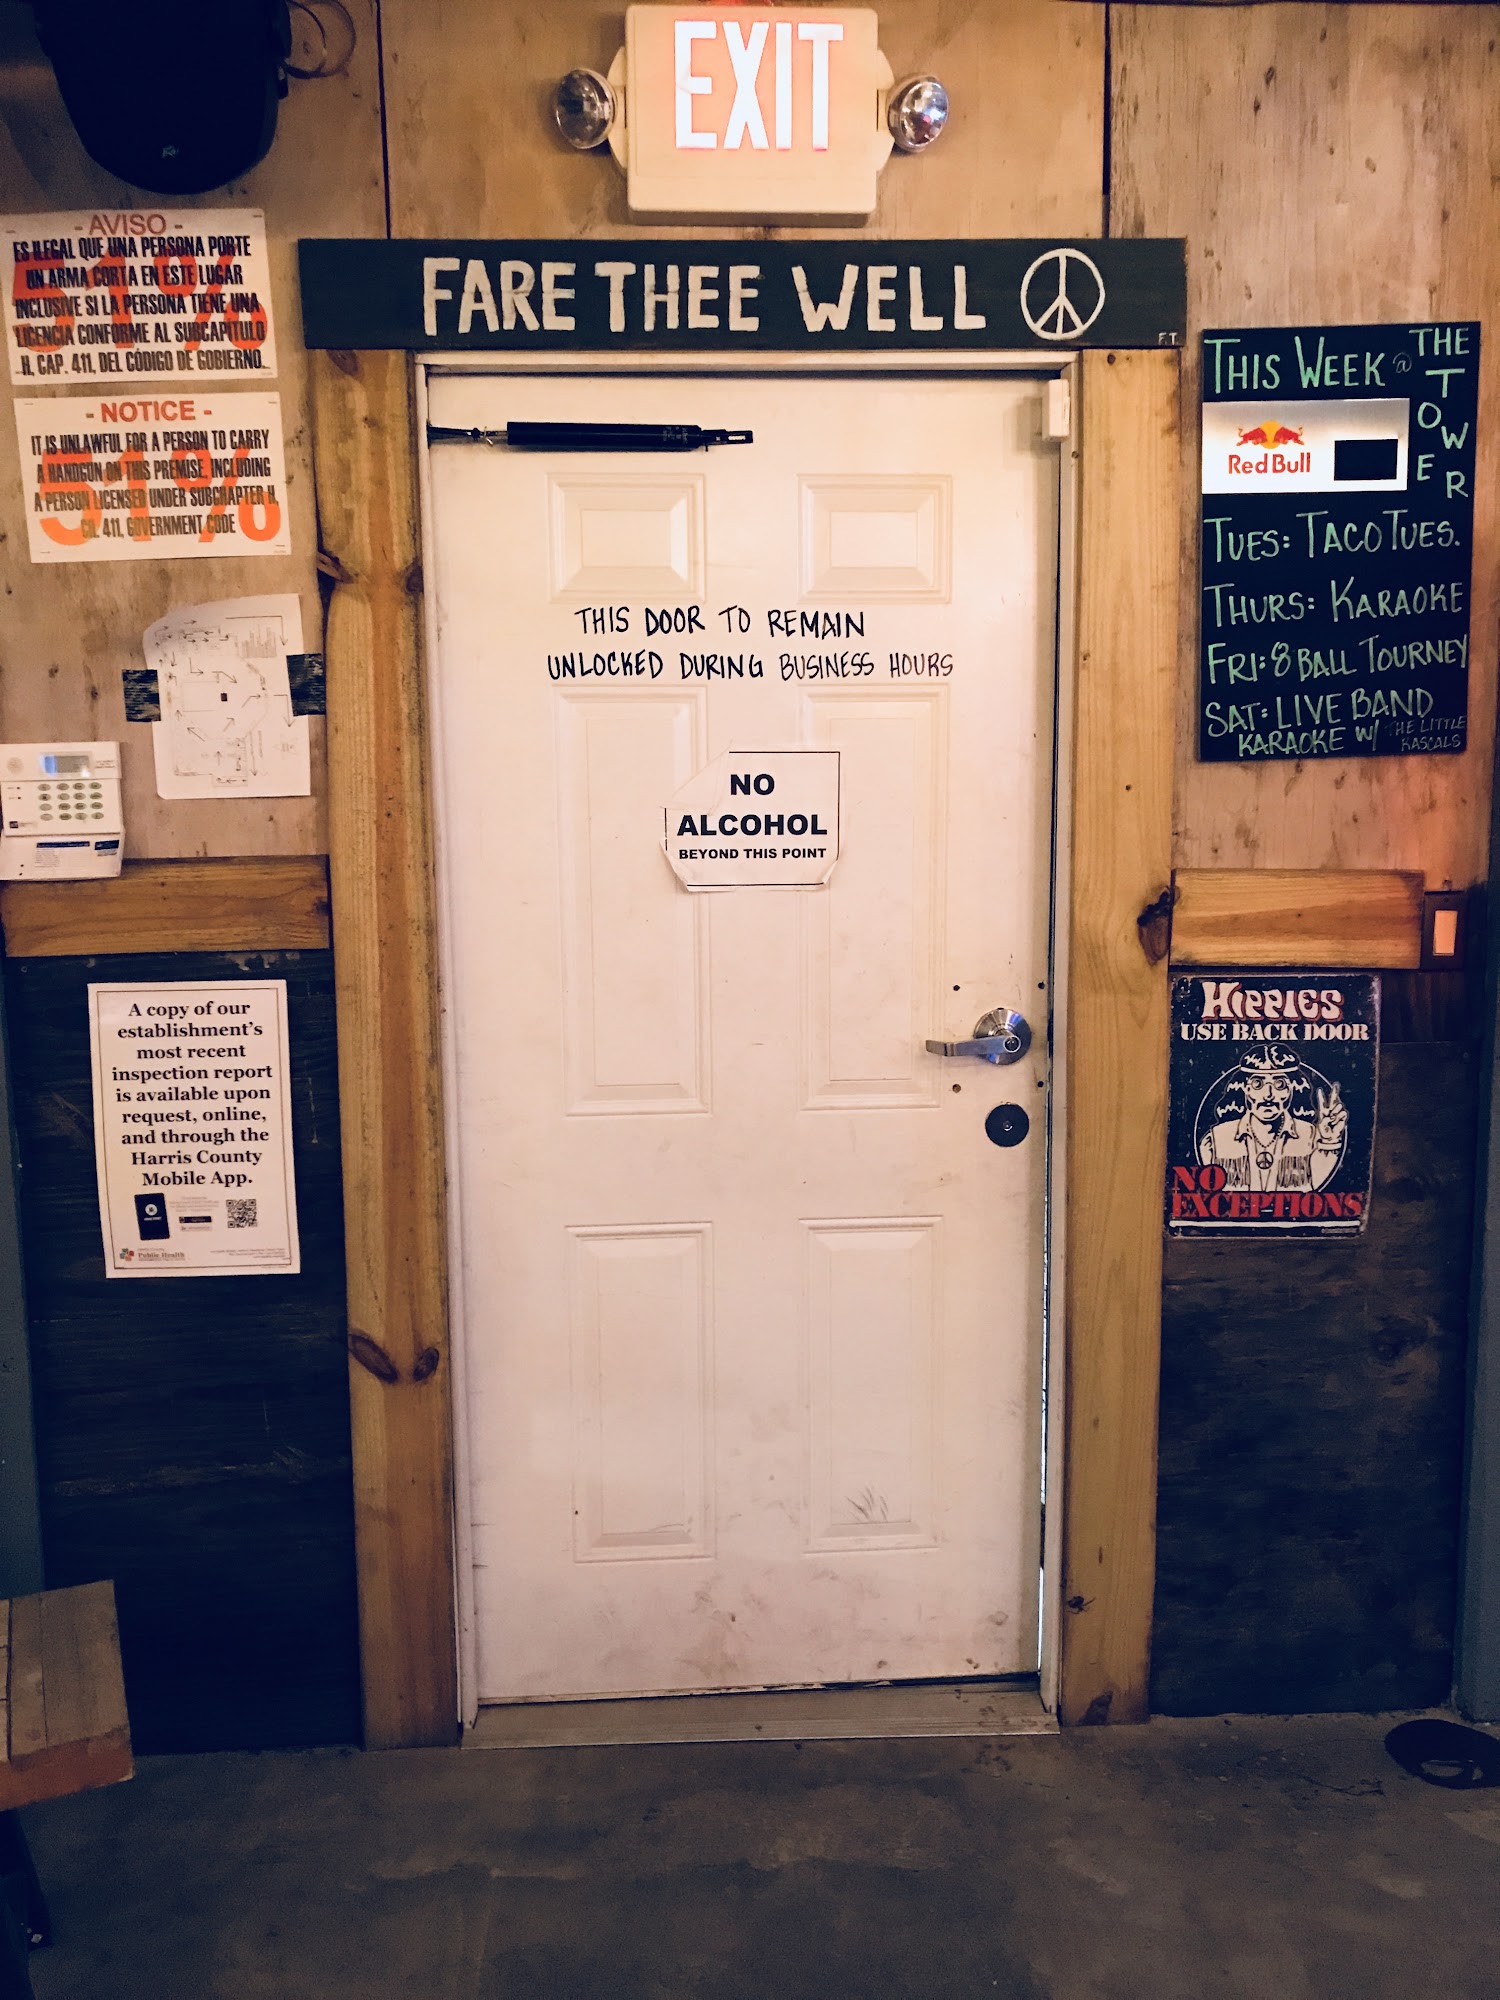 EXIT
FARE THEE WELL
F.T.
- AVISO -
ES ILEGAL QUE UNA PERSONA PORTE
UN ARMA CORTA EN ESTE LUGAR
INCLUSIVE SI LA PERSONA TIENE UNA
LICENCIA CONFORME AL SUBCAPÍTULO
H, CAP. 411, DEL CÓDIGO DE GOBIERNO.
- NOTICE -
IT IS UNLAWFUL FOR A PERSON TO CARRY
A HANDGUN ON THIS PREMISE, INCLUDING
A PERSON LICENSED UNDER SUBCHAPTER H,
CH. 411, GOVERNMENT CODE
51%
THIS DOOR TO REMAIN
UNLOCKED DURING BUSINESS HOURS
NO
ALCOHOL
BEYOND THIS POINT
THIS WEEK @ THE TOWER
Red Bull
TUES: TACO TUES.
THURS: KARAOKE
FRI: 8 BALL TOURNEY
SAT: LIVE BAND
KARAOKE W/ THE LITTLE
RASCALS
A copy of our
establishment's
most recent
inspection report
is available upon
request, online,
and through the
Harris County
Mobile App.
Public Health
HIPPIES
USE BACK DOOR
NO
EXCEPTIONS